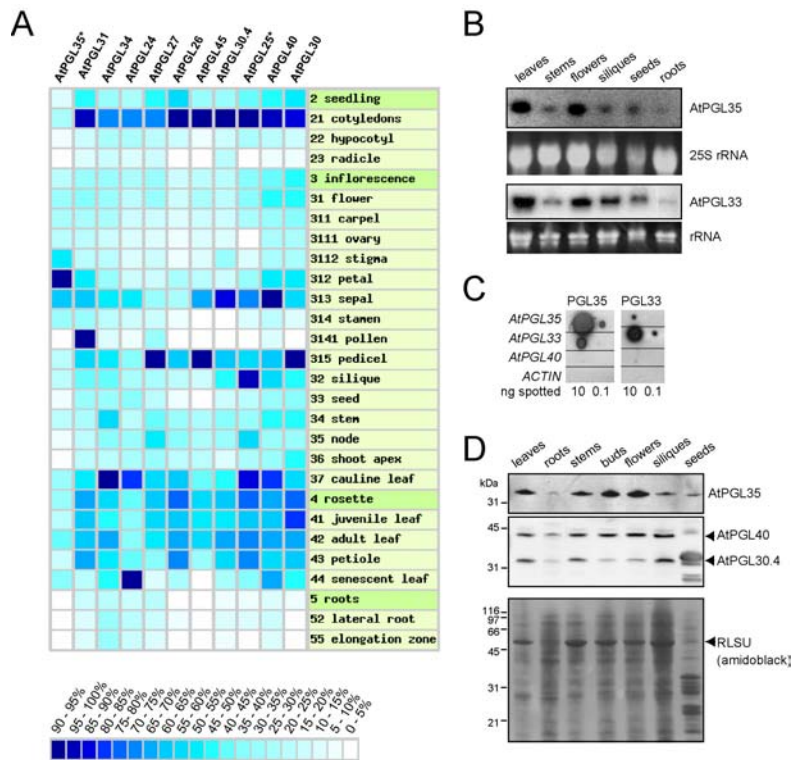 A
AtPGL35* AtPGL31 AtPGL34 AtPGL24 AtPGL27 AtPGL26 AtPGL45 AtPGL30.4 AtPGL25* AtPGL40 AtPGL30
2 seedling
21 cotyledons
22 hypocotyl
23 radicle
3 inflorescence
31 flower
311 carpel
3111 ovary
3112 stigma
312 petal
313 sepal
314 stamen
3141 pollen
315 pedicel
32 silique
33 seed
34 stem
35 node
36 shoot apex
37 cauline leaf
4 rosette
41 juvenile leaf
42 adult leaf
43 petiole
44 senescent leaf
5 roots
52 lateral root
55 elongation zone
90 - 95% 95 - 100% 85 - 90% 80 - 85% 75- 80% 70 - 75% 65 - 70% 60 - 65% 55 - 60% 50 - 55% 45 - 50% 40 - 45% 35 - 40% 30 - 35% 25 - 30% 20 - 25% 15 - 20% 10 - 15% 5 - 10% 0 - 5%
B
leaves stems flowers siliques seeds roots
AtPGL35
25S rRNA
AtPGL33
rRNA
C
PGL35 PGL33
AtPGL35
AtPGL33
AtPGL40
ACTIN
ng spotted 10 0.1 10 0.1
D
leaves roots stems buds flowers siliques seeds
kDa
31
AtPGL35
45
AtPGL40
AtPGL30.4
31
116
97
66
RLSU
45
(amidoblack)
31
21